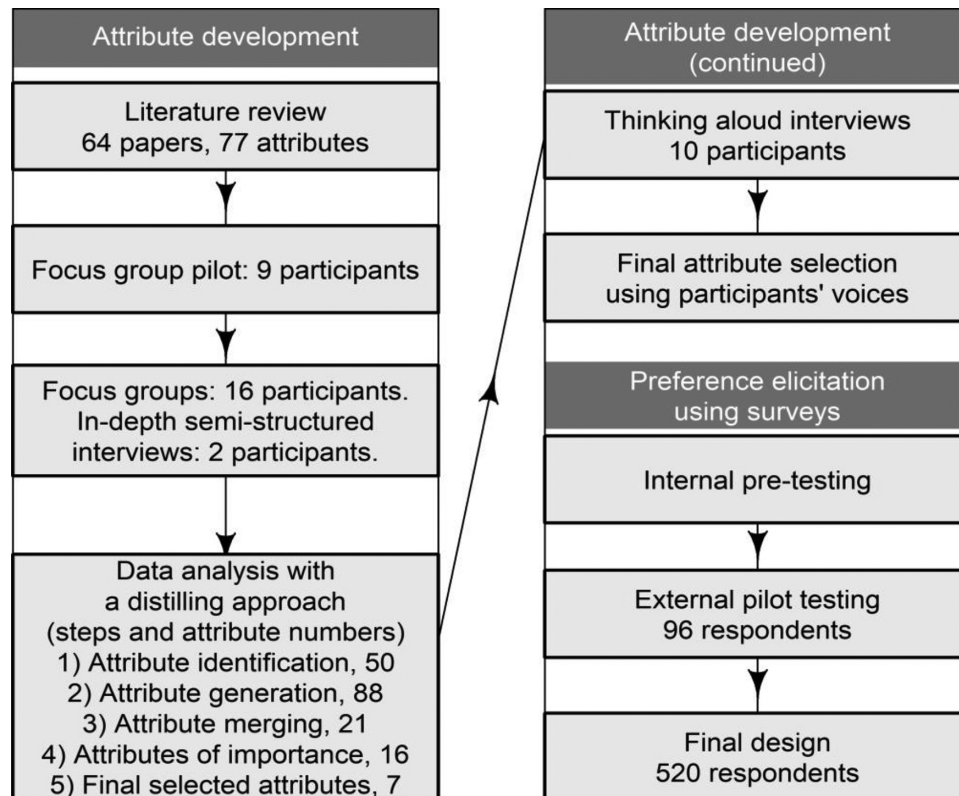 Attribute development
Literature review
64 papers, 77 attributes
Focus group pilot: 9 participants
Focus groups: 16 participants.
In-depth semi-structured
interviews: 2 participants.
Data analysis with
a distilling approach
(steps and attribute numbers)
1) Attribute identification, 50
2) Attribute generation, 88
3) Attribute merging, 21
4) Attributes of importance, 16
5) Final selected attributes, 7
Attribute development
(continued)
Thinking aloud interviews
10 participants
Final attribute selection
using participants' voices
Preference elicitation
using surveys
Internal pre-testing
External pilot testing
96 respondents
Final design
520 respondents